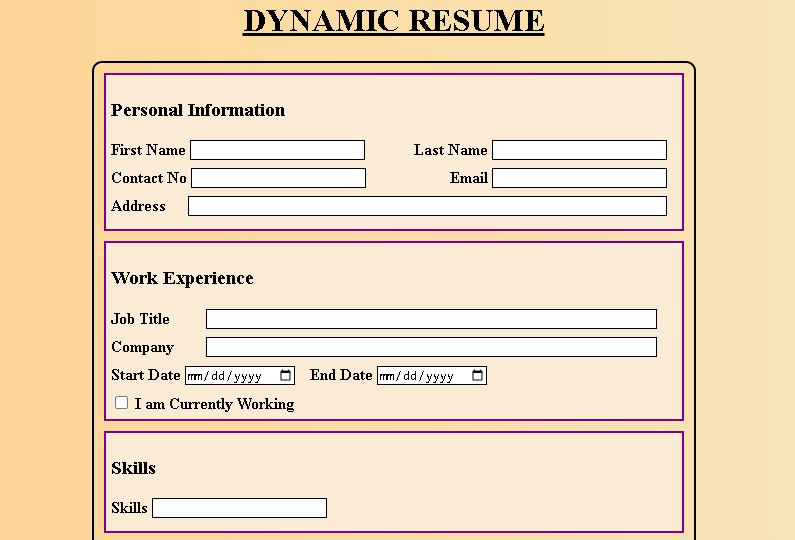 DYNAMIC RESUME
Personal Information
First Name Last Name
Contact No Email
Address
Work Experience
Job Title
Company
Start Date mm/dd/yyyy End Date mm/dd/yyyy
I am Currently Working
Skills
Skills